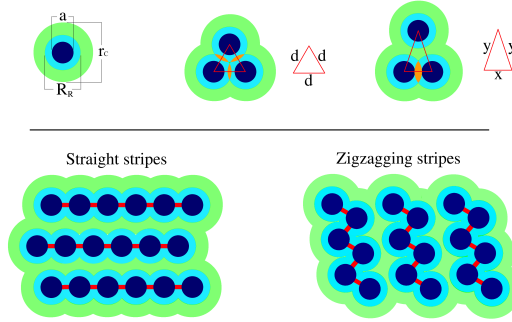 a
r_C
R_R
d d
d
y y
x
Straight stripes
Zigzagging stripes